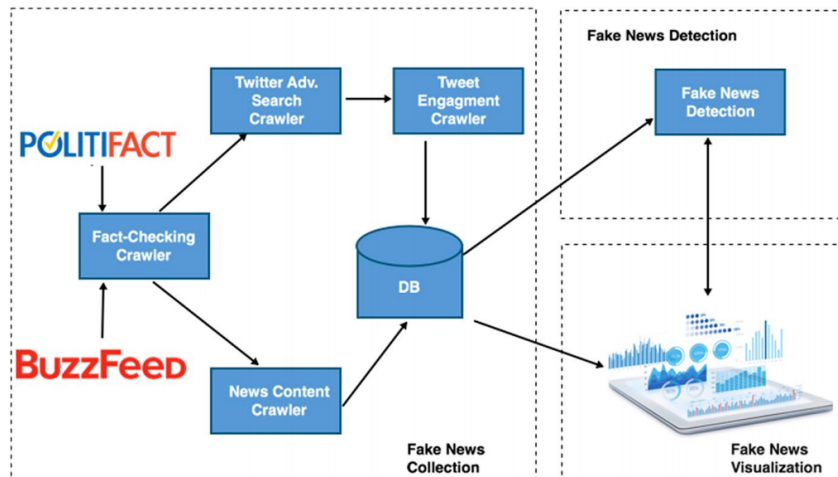 Fake News Detection
Twitter Adv.
Search
Crawler
Tweet
Engagment
Crawler
Fake News
Detection
POLITIFACT
Fact-Checking
Crawler
DB
BuzzFeed
News Content
Crawler
Fake News
Collection
Fake News
Visualization